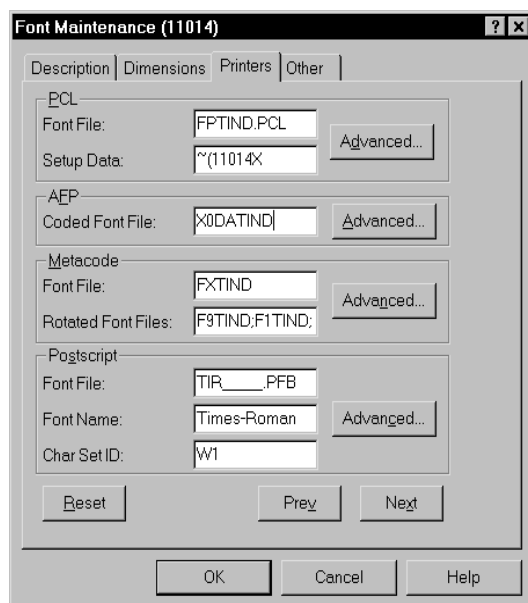 Font Maintenance (11014)
Description Dimensions Printers Other
PCL
Font File: FPTIND.PCL
Advanced...
Setup Data: ~(11014X
AFP
Coded Font File: X0DATIND Advanced...
Metacode
Font File: FXTIND
Advanced...
Rotated Font Files: F9TIND;F1TIND;
Postscript
Font File: TIR_____.PFB
Font Name: Times-Roman Advanced...
Char Set ID: W1
Reset Prev Next
OK Cancel Help